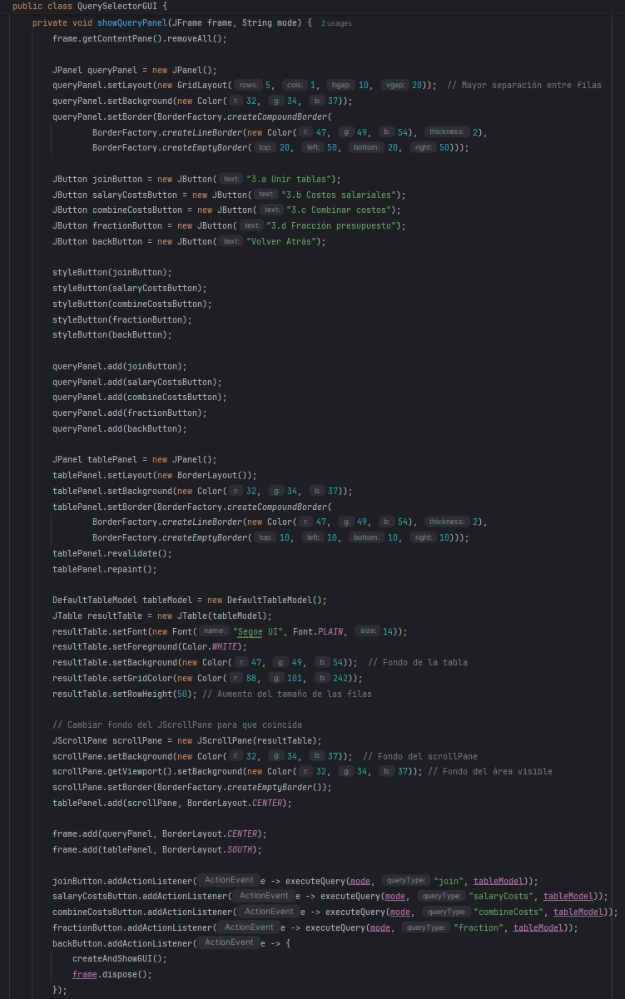 public class QuerySelectorGUI {
    private void showQueryPanel(JFrame frame, String mode) { 2 usages
        frame.getContentPane().removeAll();

        JPanel queryPanel = new JPanel();
        queryPanel.setLayout(new GridLayout( rows: 5, cols: 1, hgap: 10, vgap: 20)); // Mayor separación entre filas
        queryPanel.setBackground(new Color( r: 32, g: 34, b: 37));
        queryPanel.setBorder(BorderFactory.createCompoundBorder(
                BorderFactory.createLineBorder(new Color( r: 47, g: 49, b: 54), thickness: 2),
                BorderFactory.createEmptyBorder( top: 20, left: 50, bottom: 20, right: 50)));

        JButton joinButton = new JButton( text: "3.a Unir tablas");
        JButton salaryCostsButton = new JButton( text: "3.b Costos salariales");
        JButton combineCostsButton = new JButton( text: "3.c Combinar costos");
        JButton fractionButton = new JButton( text: "3.d Fracción presupuesto");
        JButton backButton = new JButton( text: "Volver Atrás");

        styleButton(joinButton);
        styleButton(salaryCostsButton);
        styleButton(combineCostsButton);
        styleButton(fractionButton);
        styleButton(backButton);

        queryPanel.add(joinButton);
        queryPanel.add(salaryCostsButton);
        queryPanel.add(combineCostsButton);
        queryPanel.add(fractionButton);
        queryPanel.add(backButton);

        JPanel tablePanel = new JPanel();
        tablePanel.setLayout(new BorderLayout());
        tablePanel.setBackground(new Color( r: 32, g: 34, b: 37));
        tablePanel.setBorder(BorderFactory.createCompoundBorder(
                BorderFactory.createLineBorder(new Color( r: 47, g: 49, b: 54), thickness: 2),
                BorderFactory.createEmptyBorder( top: 10, left: 10, bottom: 10, right: 10)));
        tablePanel.revalidate();
        tablePanel.repaint();

        DefaultTableModel tableModel = new DefaultTableModel();
        JTable resultTable = new JTable(tableModel);
        resultTable.setFont(new Font( name: "Segoe UI", Font.PLAIN, size: 14));
        resultTable.setForeground(Color.WHITE);
        resultTable.setBackground(new Color( r: 47, g: 49, b: 54)); // Fondo de la tabla
        resultTable.setGridColor(new Color( r: 88, g: 101, b: 242));
        resultTable.setRowHeight(50); // Aumento del tamaño de las filas

        // Cambiar fondo del JScrollPane para que coincida
        JScrollPane scrollPane = new JScrollPane(resultTable);
        scrollPane.setBackground(new Color( r: 32, g: 34, b: 37)); // Fondo del scrollPane
        scrollPane.getViewport().setBackground(new Color( r: 32, g: 34, b: 37)); // Fondo del área visible
        scrollPane.setBorder(BorderFactory.createEmptyBorder());
        tablePanel.add(scrollPane, BorderLayout.CENTER);

        frame.add(queryPanel, BorderLayout.CENTER);
        frame.add(tablePanel, BorderLayout.SOUTH);

        joinButton.addActionListener( ActionEvent e -> executeQuery(mode, queryType: "join", tableModel));
        salaryCostsButton.addActionListener( ActionEvent e -> executeQuery(mode, queryType: "salaryCosts", tableModel));
        combineCostsButton.addActionListener( ActionEvent e -> executeQuery(mode, queryType: "combineCosts", tableModel));
        fractionButton.addActionListener( ActionEvent e -> executeQuery(mode, queryType: "fraction", tableModel));
        backButton.addActionListener( ActionEvent e -> {
            createAndShowGUI();
            frame.dispose();
        });